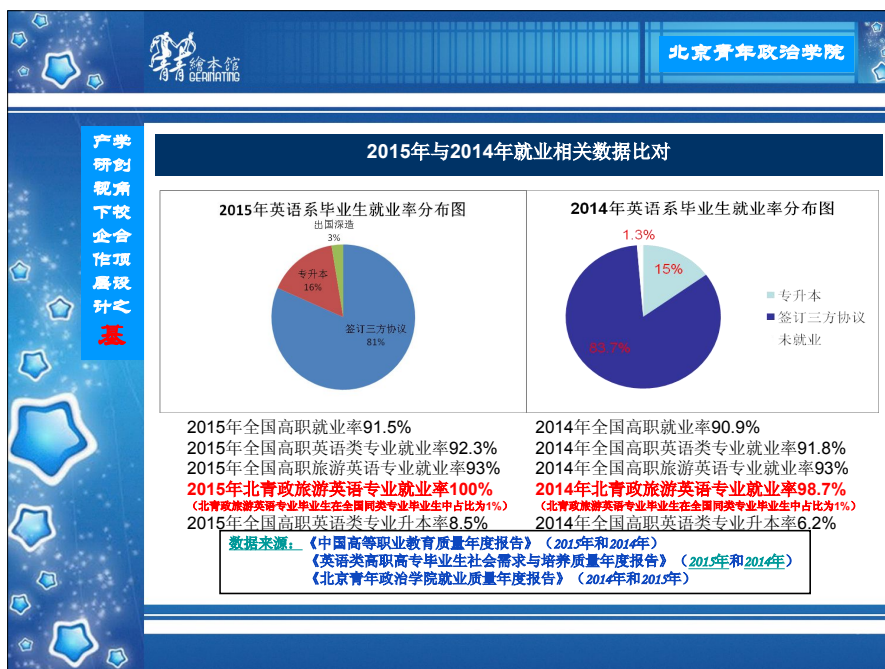 青青繪本馆
GERINATING
北京青年政治学院
产学
研创
视角
下校
企合
作顶
层设
计之
基
2015年与2014年就业相关数据比对
2015年英语系毕业生就业率分布图
出国深造
3%
专升本
16%
签订三方协议
81%
2014年英语系毕业生就业率分布图
1.3%
15%
83.7%
专升本
签订三方协议
未就业
2015年全国高职就业率91.5%
2015年全国高职英语类专业就业率92.3%
2015年全国高职旅游英语专业就业率93%
2015年北青政旅游英语专业就业率100%
(北青政旅游英语专业毕业生在全国同类专业毕业生中占比为1%)
2015年全国高职英语类专业升本率8.5%
2014年全国高职就业率90.9%
2014年全国高职英语类专业就业率91.8%
2014年全国高职旅游英语专业就业率93%
2014年北青政旅游英语专业就业率98.7%
(北青政旅游英语专业毕业生在全国同类专业毕业生中占比为1%)
2014年全国高职英语类专业升本率6.2%
数据来源：《中国高等职业教育质量年度报告》（2015年和2014年）
《英语类高职高专毕业生社会需求与培养质量年度报告》（2015年和2014年）
《北京青年政治学院就业质量年度报告》（2014年和2015年）